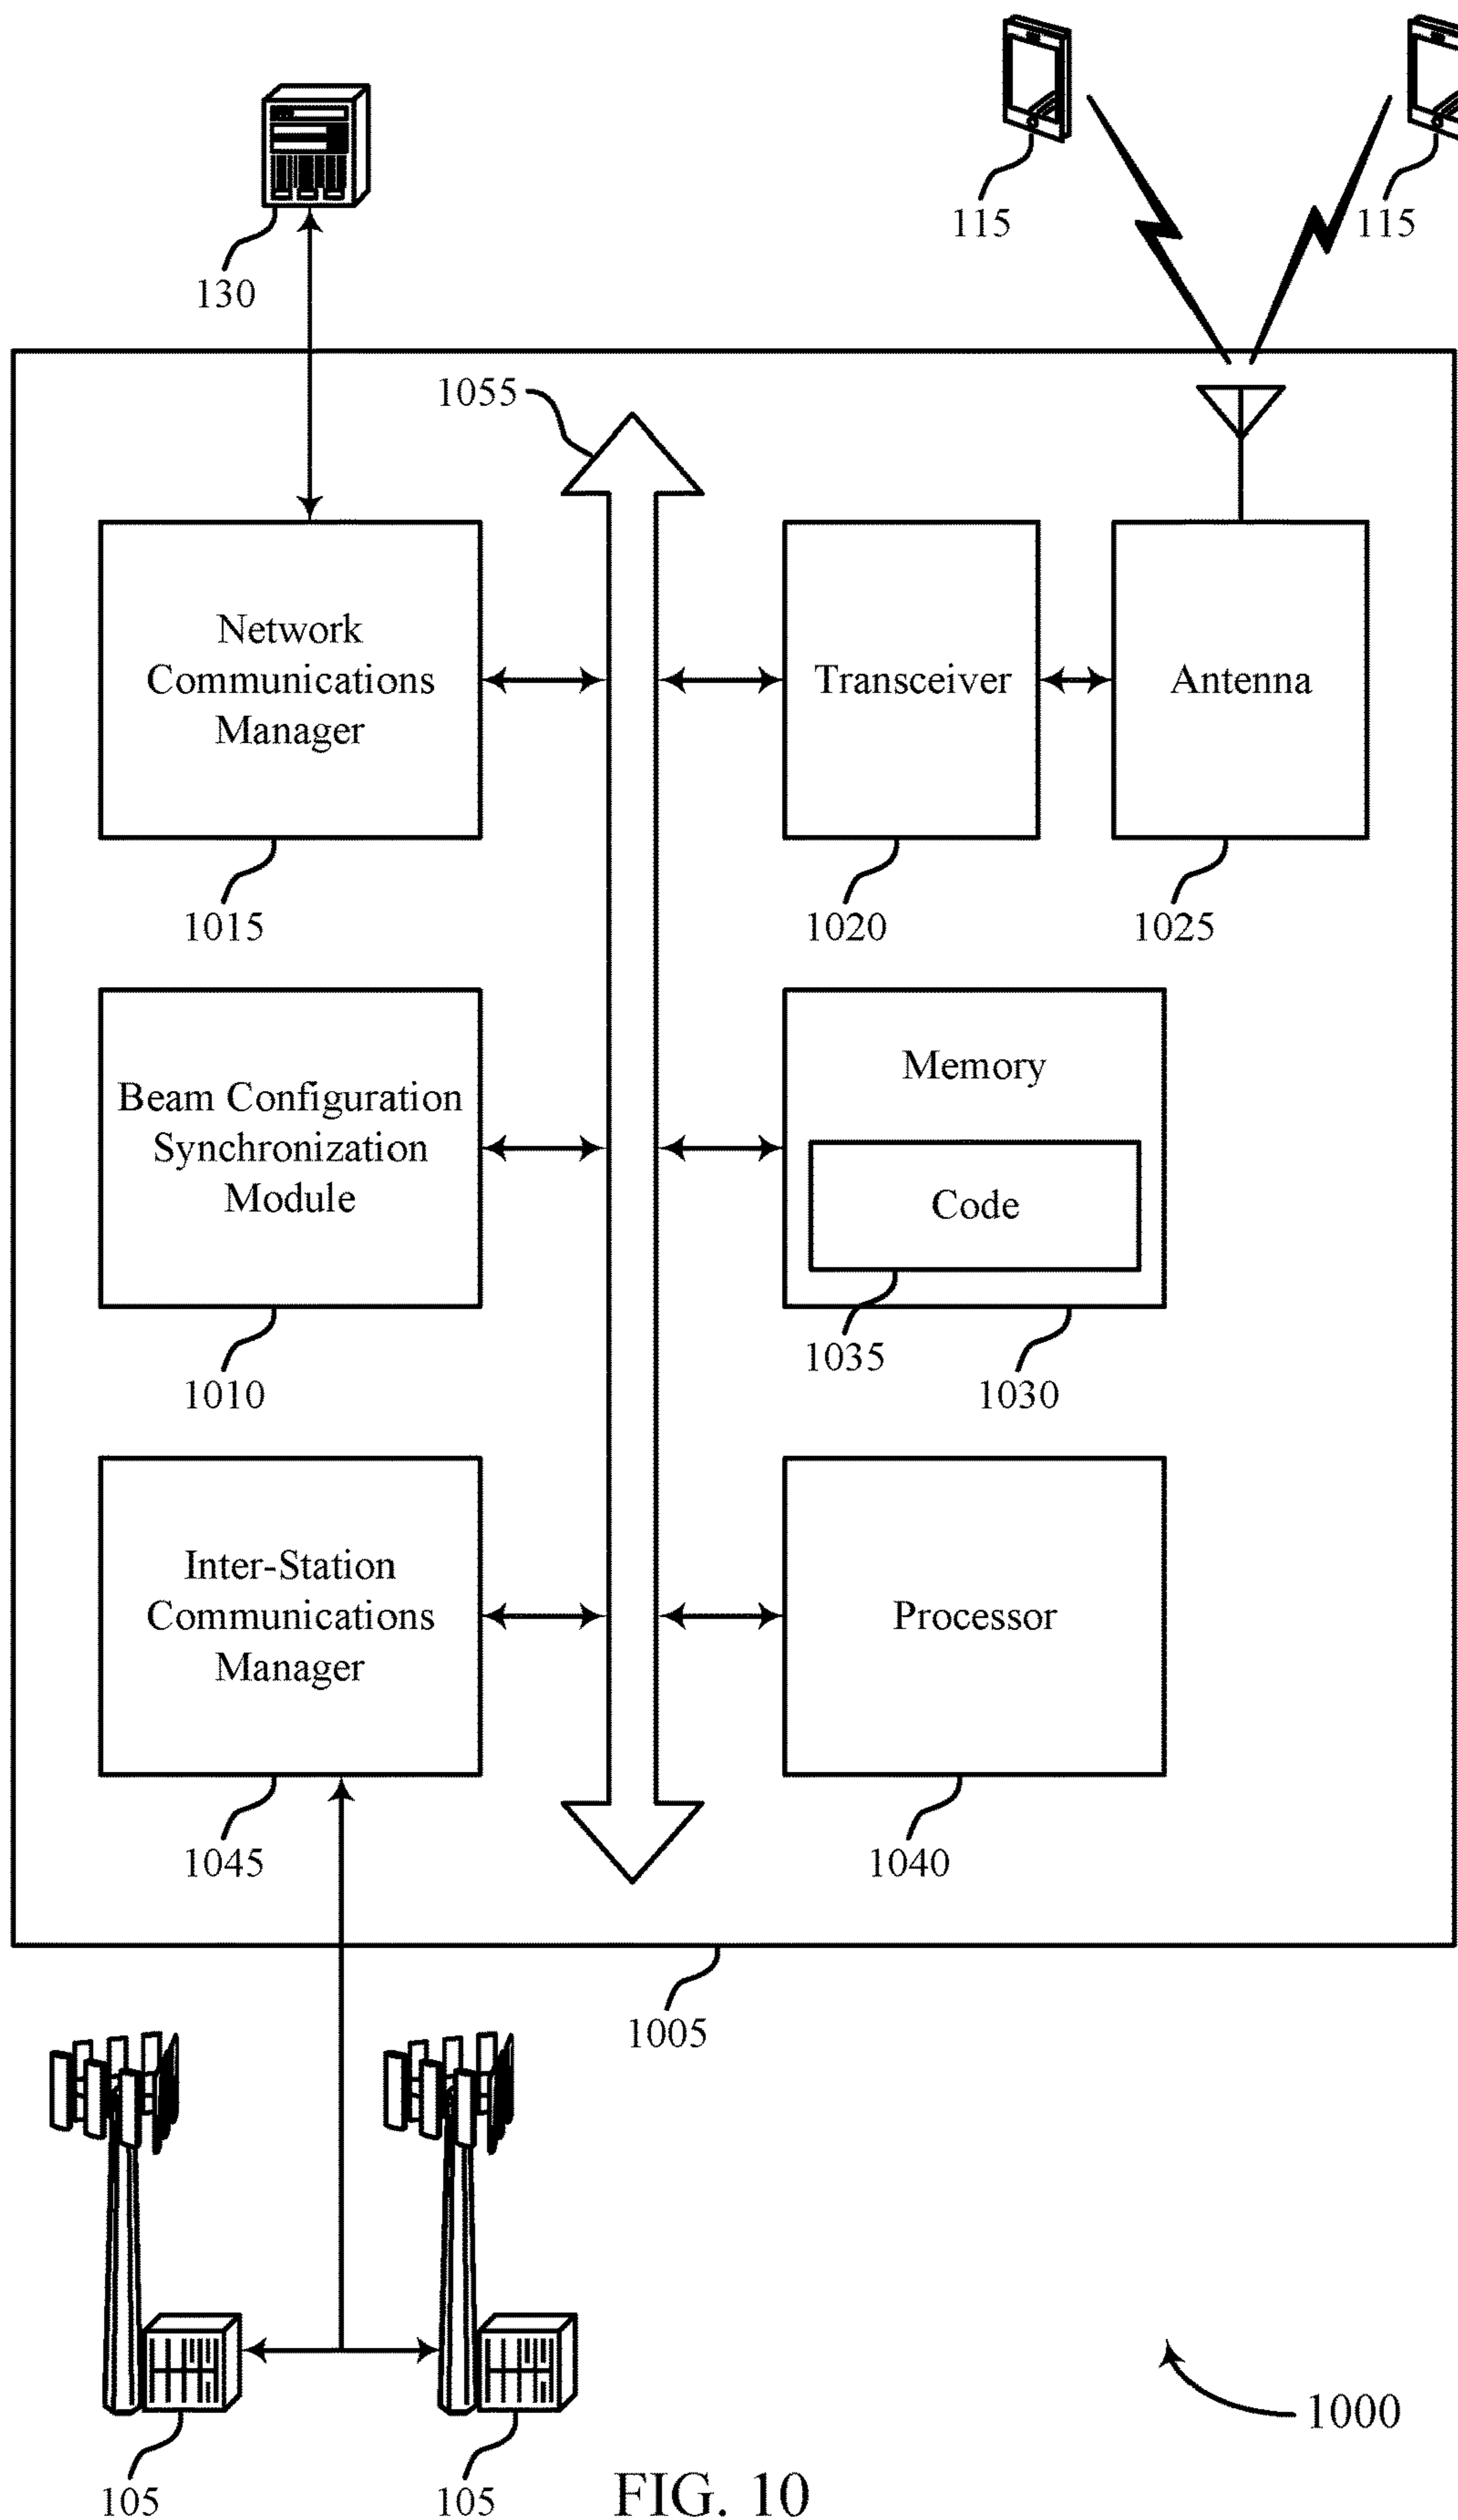 115
115
130
1055
Network
Communications
Manager
Transceiver
Antenna
1015
1020
1025
Beam Configuration
Synchronization
Module
Memory
Code
1010
1035
1030
Inter-Station
Communications
Manager
Processor
1045
1040
1005
1000
105
105
FIG. 10